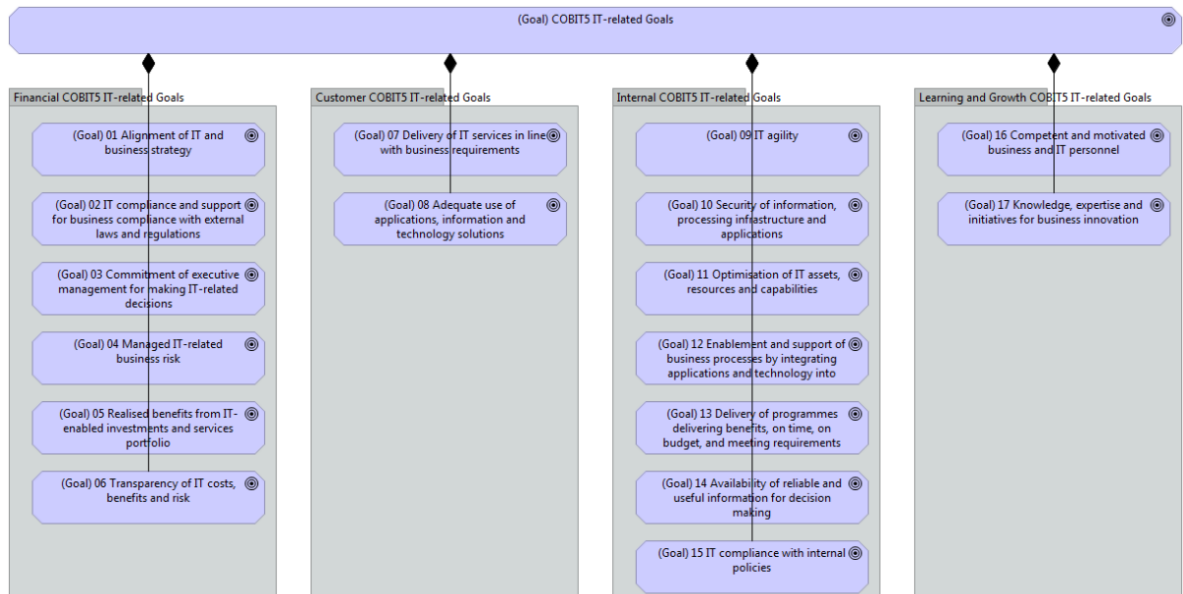 (Goal) COBIT5 IT-related Goals
Financial COBIT5 IT-related Goals
(Goal) 01 Alignment of IT and
business strategy
(Goal) 02 IT compliance and support
for business compliance with external
laws and regulations
(Goal) 03 Commitment of executive
management for making IT-related
decisions
(Goal) 04 Managed IT-related
business risk
(Goal) 05 Realised benefits from IT-
enabled investments and services
portfolio
(Goal) 06 Transparency of IT costs,
benefits and risk
Customer COBIT5 IT-related Goals
(Goal) 07 Delivery of IT services in line
with business requirements
(Goal) 08 Adequate use of
applications, information and
technology solutions
Internal COBIT5 IT-related Goals
(Goal) 09 IT agility
(Goal) 10 Security of information,
processing infrastructure and
applications
(Goal) 11 Optimisation of IT assets,
resources and capabilities
(Goal) 12 Enablement and support of
business processes by integrating
applications and technology into
(Goal) 13 Delivery of programmes
delivering benefits, on time, on
budget, and meeting requirements
(Goal) 14 Availability of reliable and
useful information for decision
making
(Goal) 15 IT compliance with internal
policies
Learning and Growth COBIT5 IT-related Goals
(Goal) 16 Competent and motivated
business and IT personnel
(Goal) 17 Knowledge, expertise and
initiatives for business innovation